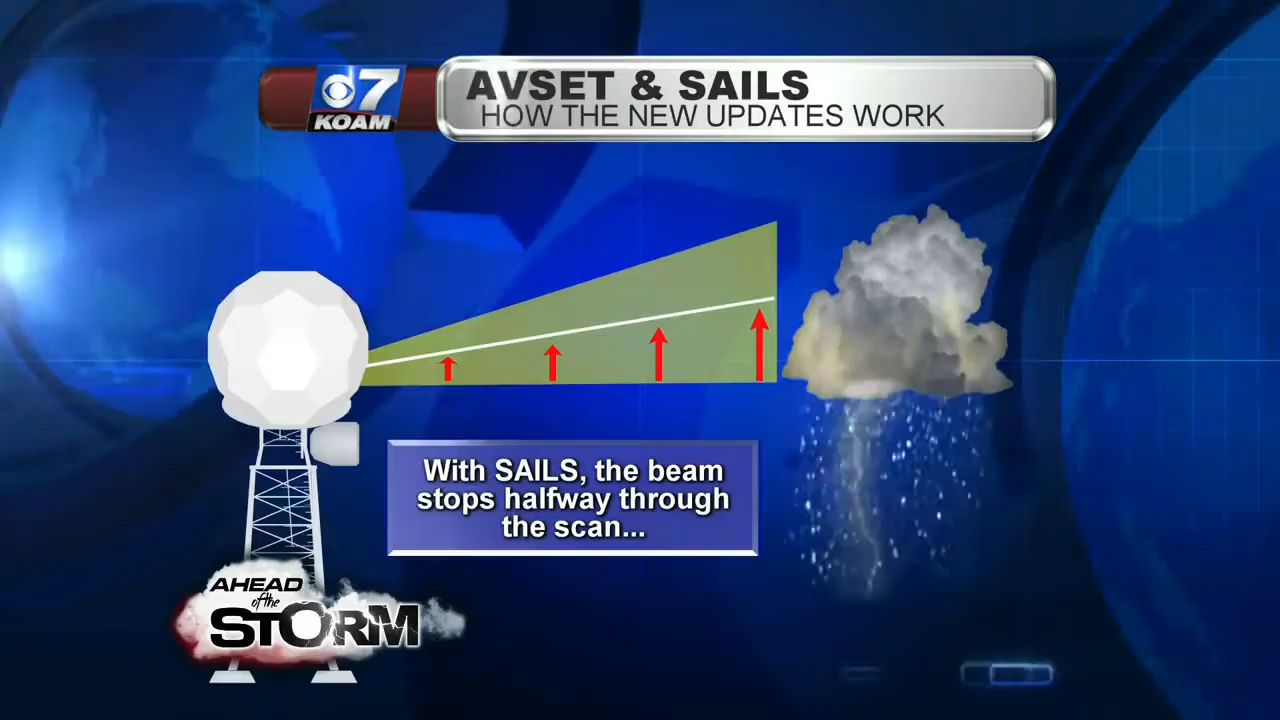 AVSET & SAILS
7
HOW THE NEW UPDATES WORK
KOAM
With SAILS, the beam
stops halfway through
the scan...
AHEAD
of the
STORM